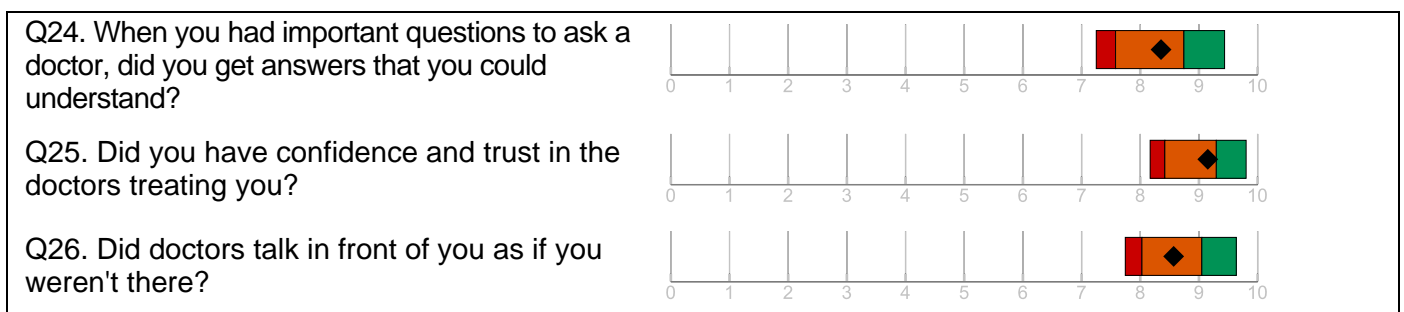 Q24. When you had important questions to ask a
doctor, did you get answers that you could
understand?
0 1 2 3 4 5 6 7 8 9 10
Q25. Did you have confidence and trust in the
doctors treating you?
0 1 2 3 4 5 6 7 8 9 10
Q26. Did doctors talk in front of you as if you
weren't there?
0 1 2 3 4 5 6 7 8 9 10